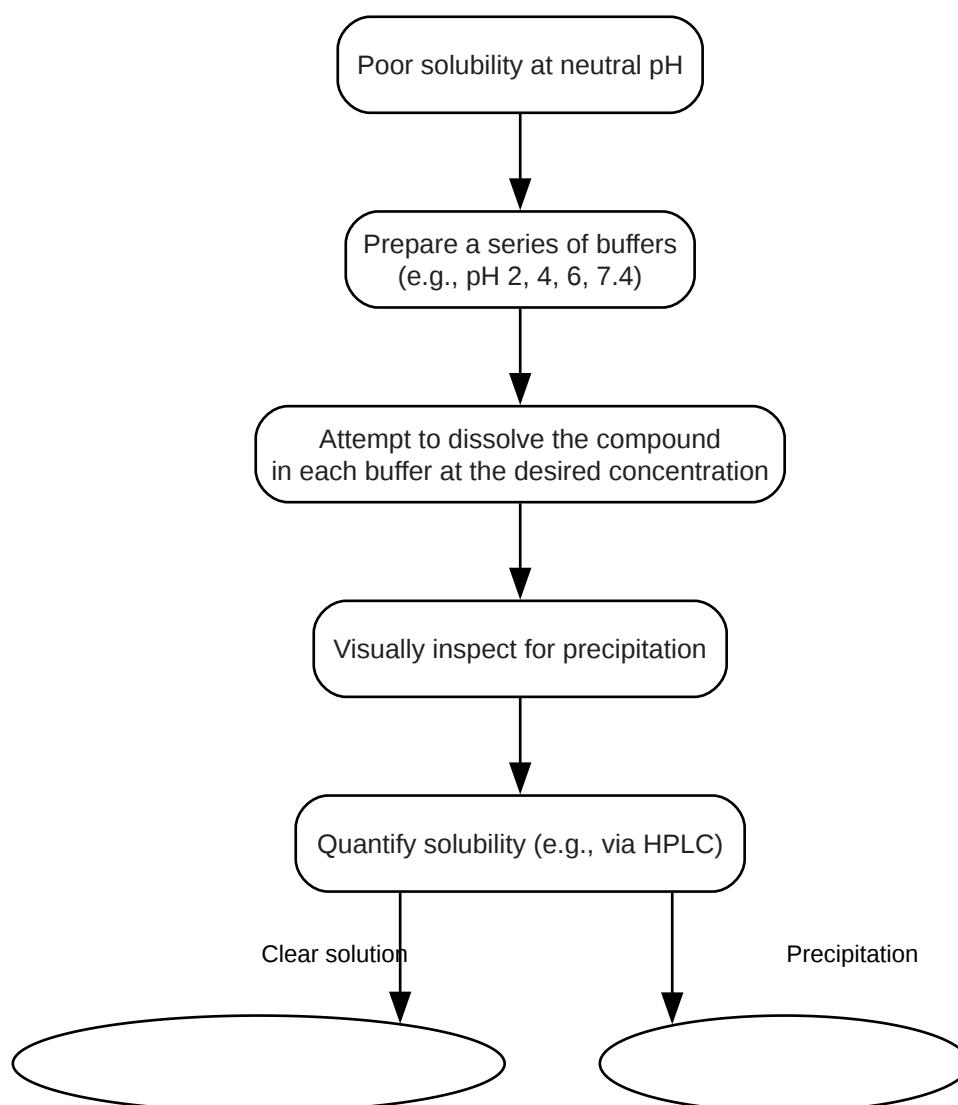 Poor solubility at neutral pH
Prepare a series of buffers
(e.g., pH 2, 4, 6, 7.4)
Attempt to dissolve the compound
in each buffer at the desired concentration
Visually inspect for precipitation
Quantify solubility (e.g., via HPLC)
Clear solution
Precipitation